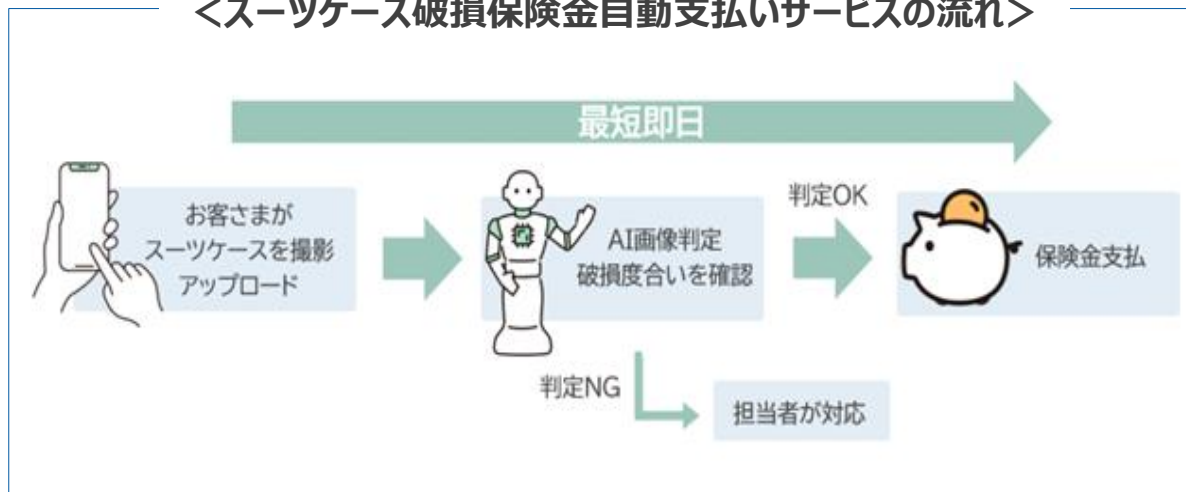 ＜スーツケース破損保険金自動支払いサービスの流れ＞
最短即日
お客さまが
スーツケースを撮影
アップロード
AI画像判定
破損度合いを確認
判定OK
保険金支払
判定NG
担当者が対応